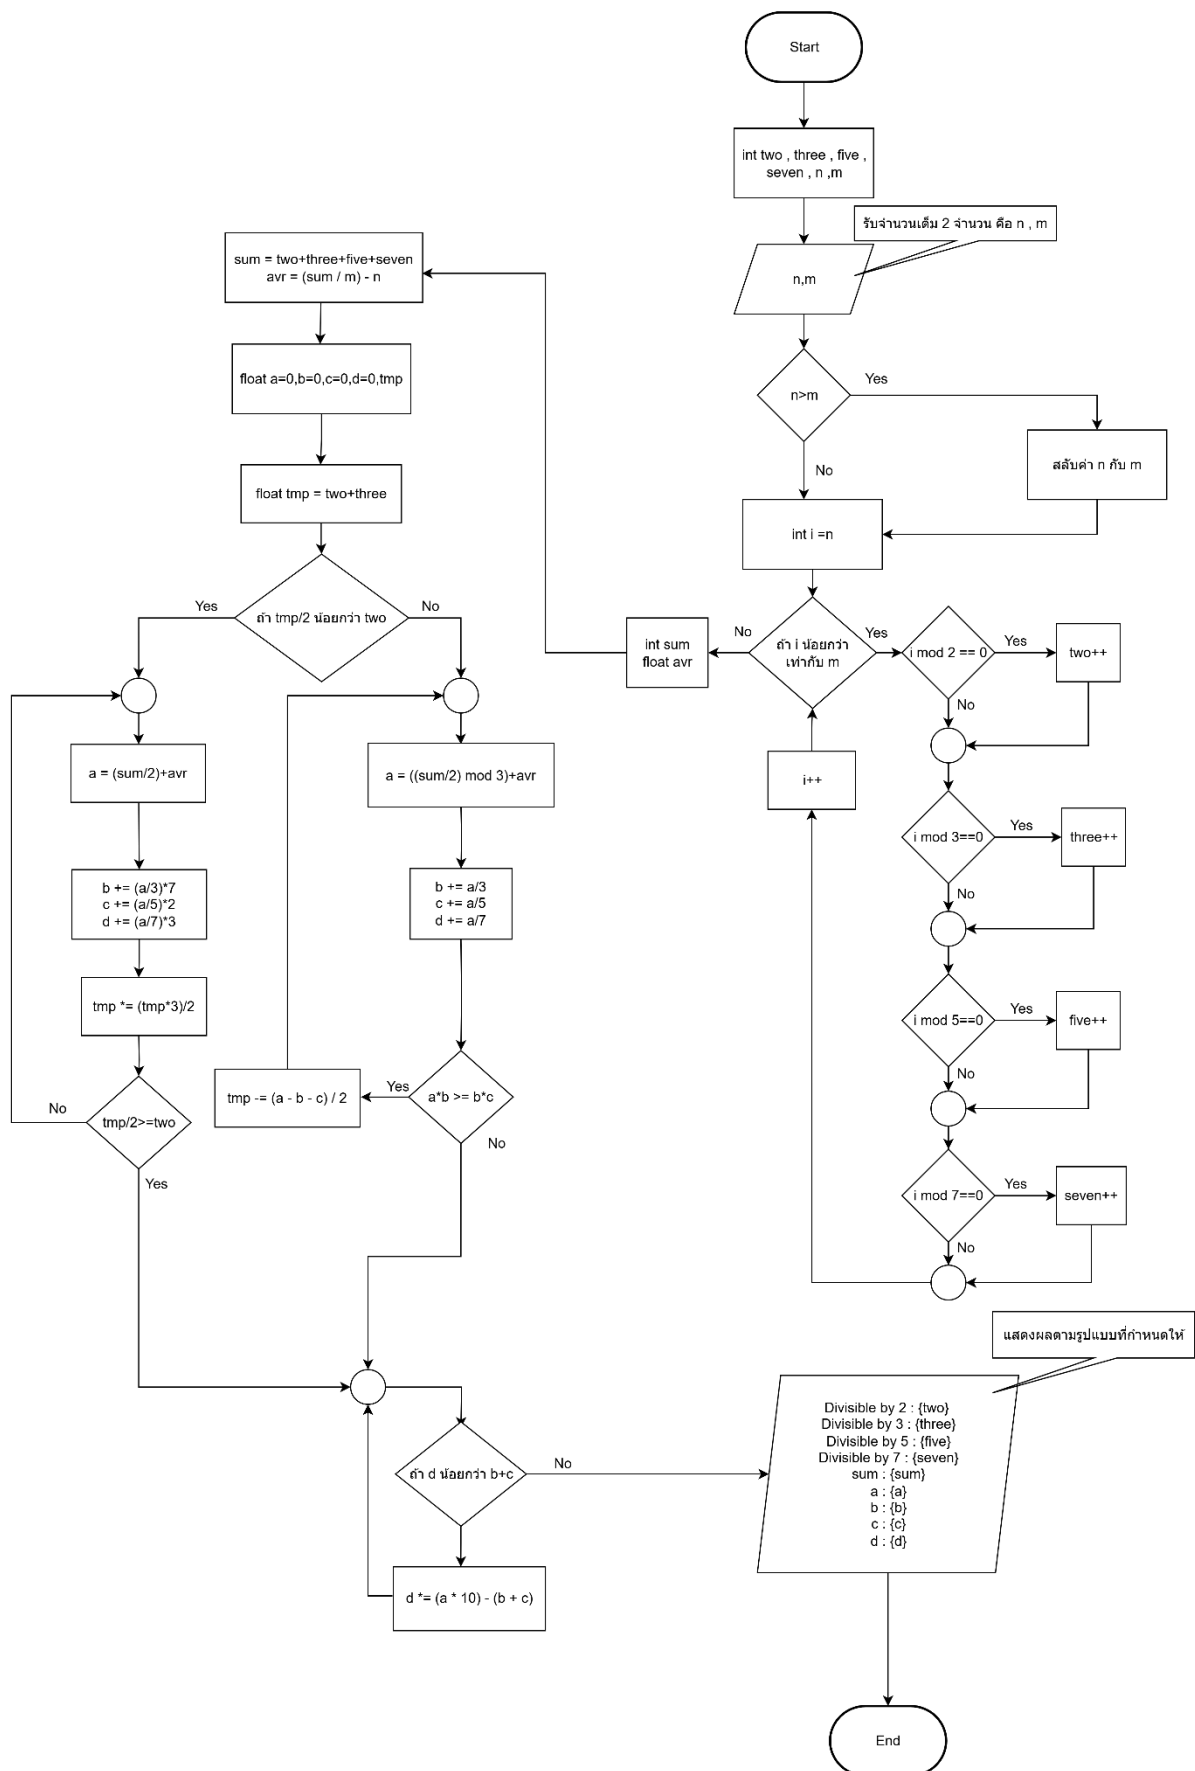 Start
int two , three , five ,
seven , n ,m
รับจำนวนเต็ม 2 จำนวน คือ n , m
n,m
n>m
Yes
No
สลับค่า n กับ m
int i =n
ถ้า i น้อยกว่า
เท่ากับ m
No
Yes
i mod 2 == 0
Yes
two++
No
i mod 3==0
Yes
three++
No
i mod 5==0
Yes
five++
No
i mod 7==0
Yes
seven++
No
i++
int sum
float avr
sum = two+three+five+seven
avr = (sum / m) - n
float a=0,b=0,c=0,d=0,tmp
float tmp = two+three
ถ้า tmp/2 น้อยกว่า two
Yes
No
a = (sum/2)+avr
b += (a/3)*7
c += (a/5)*2
d += (a/7)*3
tmp *= (tmp*3)/2
tmp/2>=two
No
Yes
a = ((sum/2) mod 3)+avr
b += a/3
c += a/5
d += a/7
a*b >= b*c
Yes
No
tmp -= (a - b - c) / 2
ถ้า d น้อยกว่า b+c
No
d *= (a * 10) - (b + c)
แสดงผลตามรูปแบบที่กำหนดให้
Divisible by 2 : {two}
Divisible by 3 : {three}
Divisible by 5 : {five}
Divisible by 7 : {seven}
sum : {sum}
a : {a}
b : {b}
c : {c}
d : {d}
End